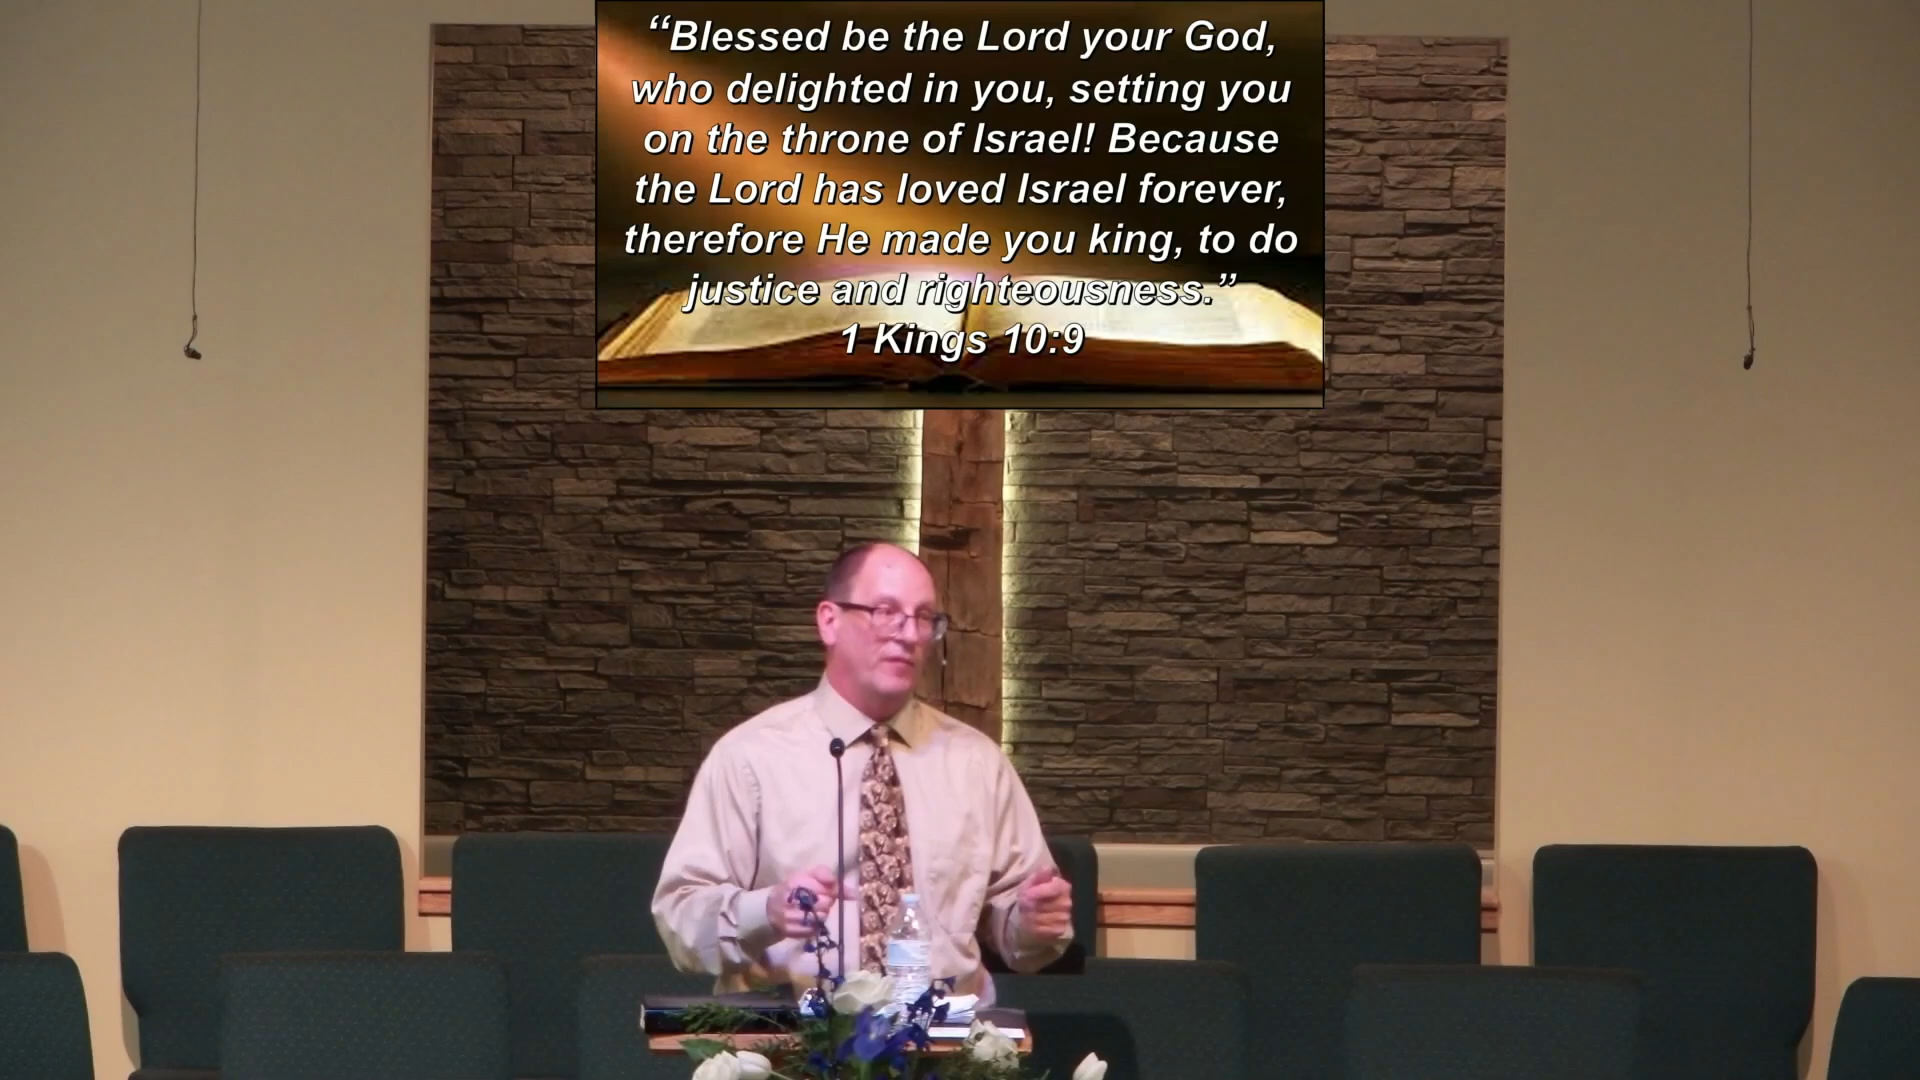 “Blessed be the Lord your God,
who delighted in you, setting you
on the throne of Israel! Because
the Lord has loved Israel forever,
therefore He made you king, to do
justice and righteousness.”
1 Kings 10:9